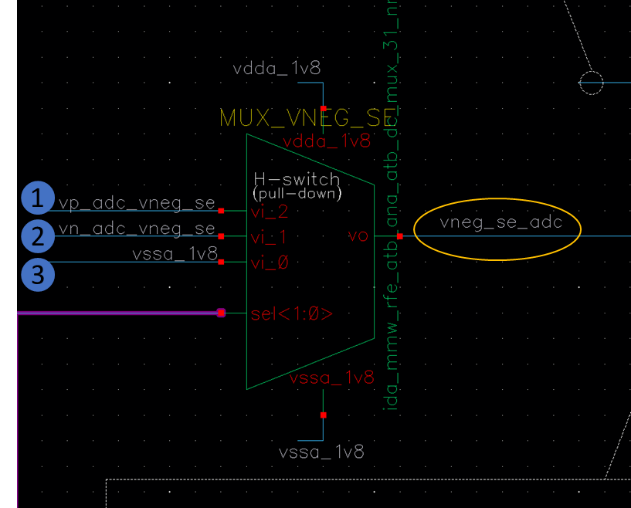 vdda_1v8
MUX_VNEG_SE
vdda_1v8
H-switch
(pull-down)
1
vp_adc_vneg_se
vi_2
2
vn_adc_vneg_se
vi_1
vo
vneg_se_adc
3
vssa_1v8
vi_0
sel<1:0>
vssa_1v8
vssa_1v8